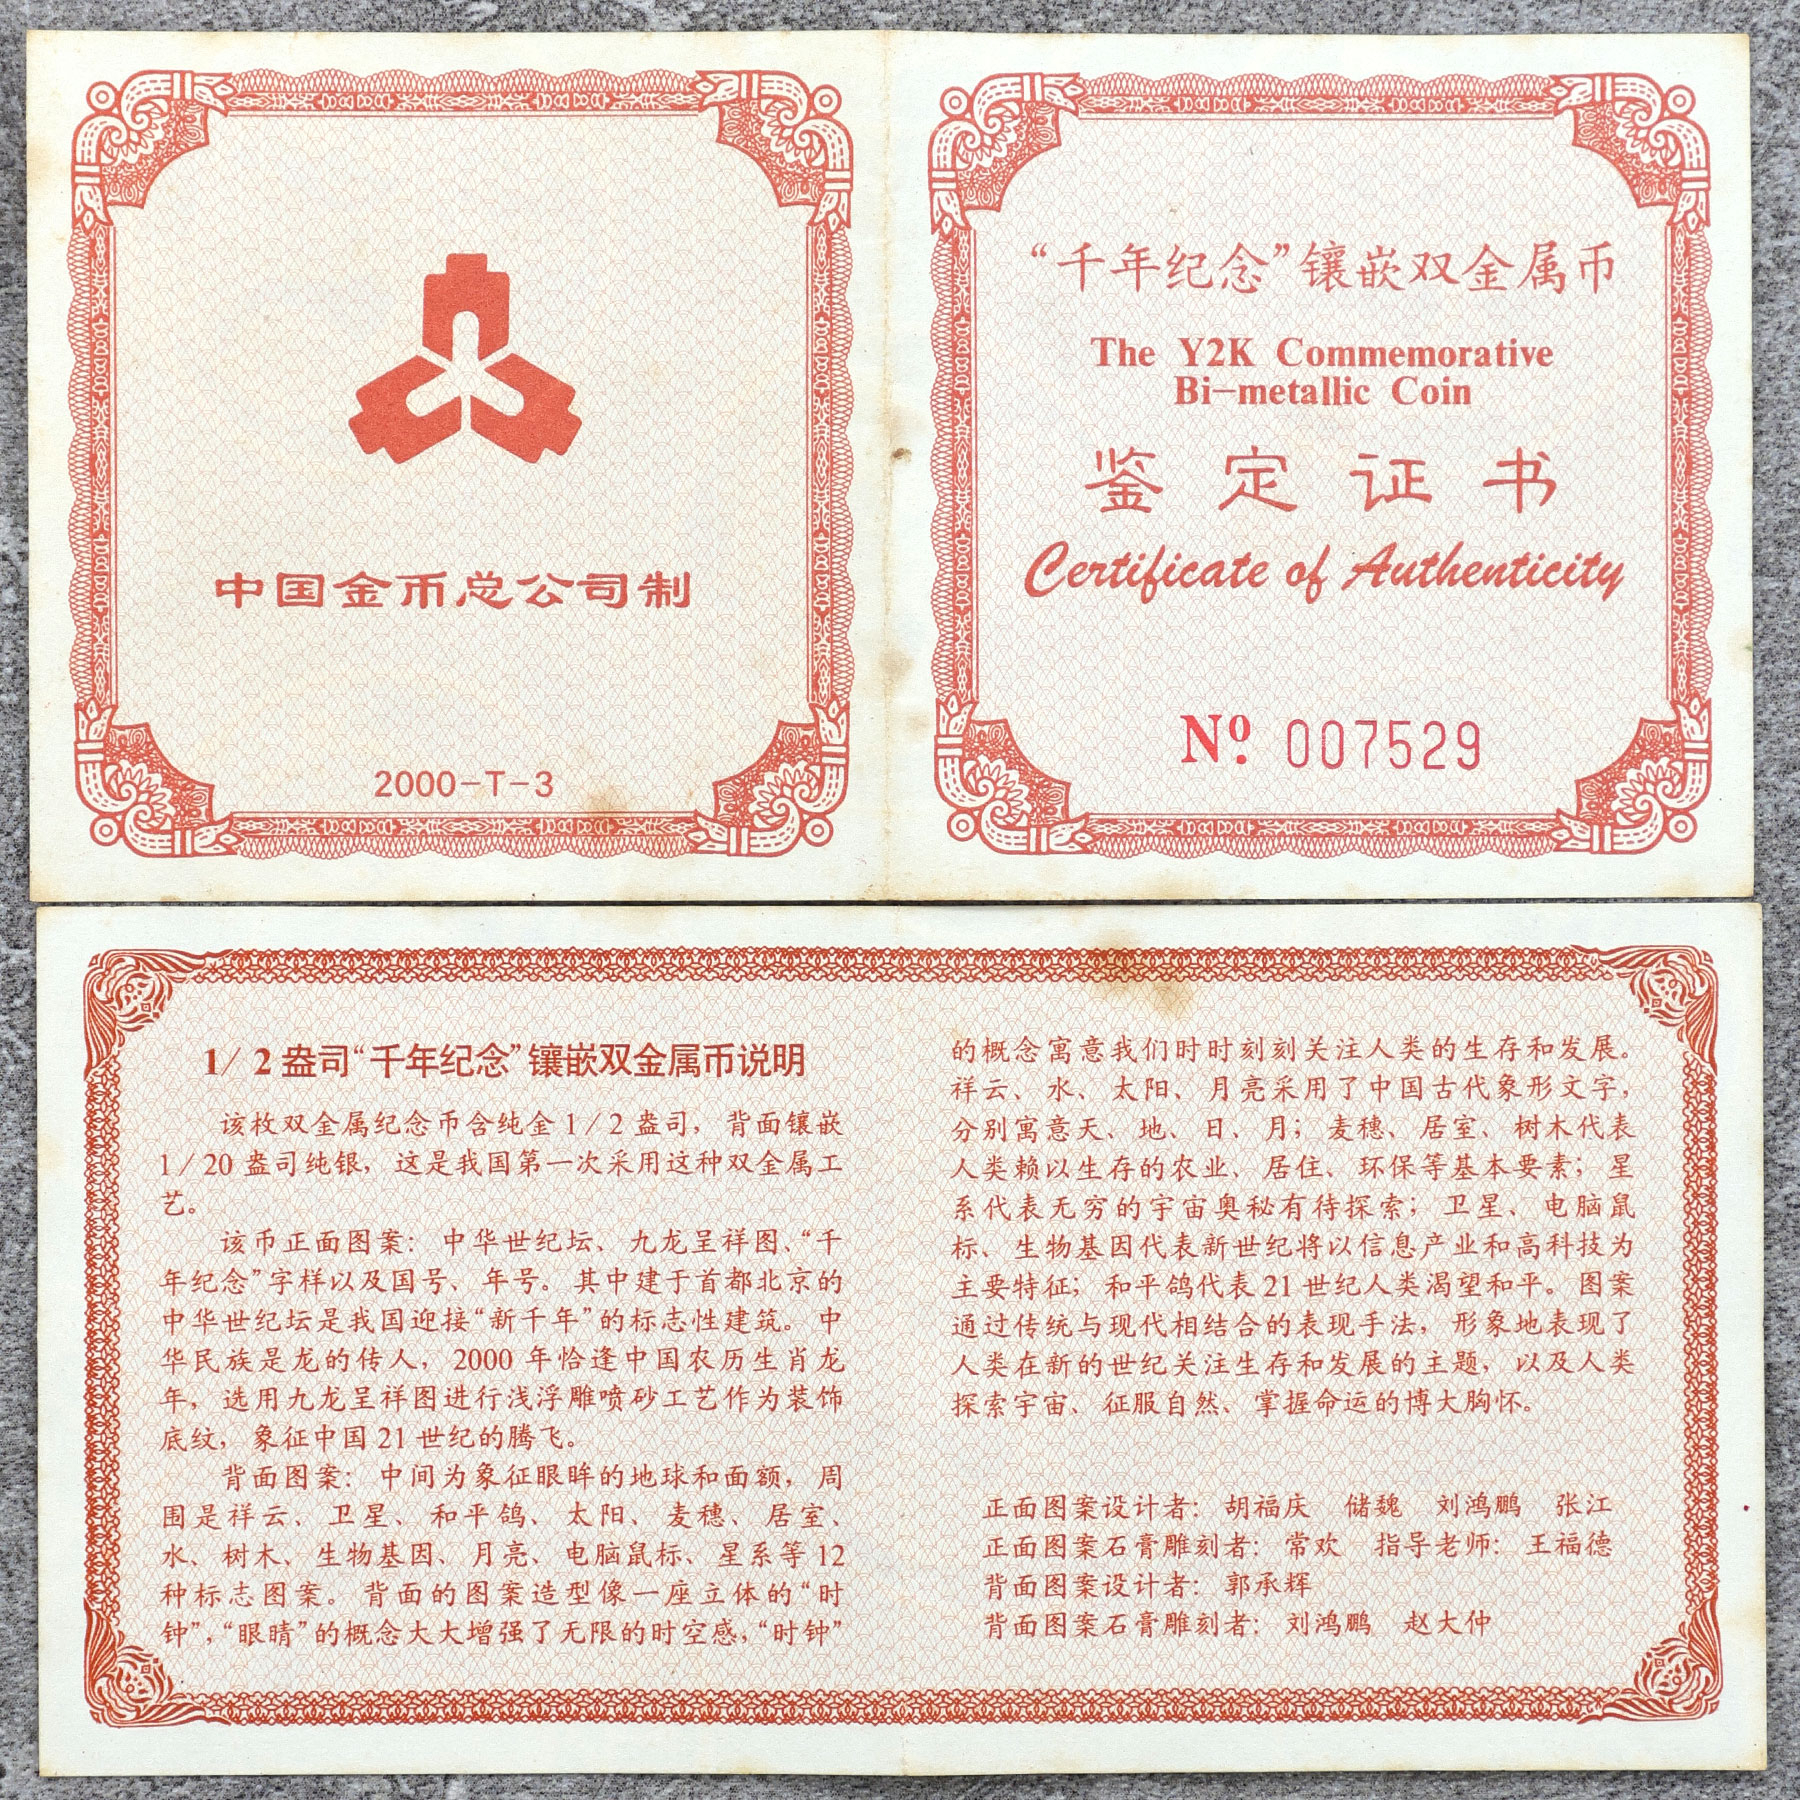 中国金币总公司制
2000-T-3
“千年纪念”镶嵌双金属币
The Y2K Commemorative
Bi-metallic Coin
鉴定证书
Certificate of Authenticity
Nº 007529
1/2盎司“千年纪念”镶嵌双金属币说明
该枚双金属纪念币含纯金1/2盎司，背面镶嵌
1/20盎司纯银，这是我国第一次采用这种双金属工
艺。
该币正面图案：中华世纪坛、九龙呈祥图、“千
年纪念”字样以及国号、年号。其中建于首都北京的
中华世纪坛是我国迎接“新千年”的标志性建筑。中
华民族是龙的传人，2000年恰逢中国农历生肖龙
年，选用九龙呈祥图进行浅浮雕喷砂工艺作为装饰
底纹，象征中国21世纪的腾飞。
背面图案：中间为象征眼眸的地球和面额，周
围是祥云、卫星、和平鸽、太阳、麦穗、居室、
水、树木、生物基因、月亮、电脑鼠标、星系等12
种标志图案。背面的图案造型像一座立体的“时
钟”，“眼睛”的概念大大增强了无限的时空感，“时钟”
的概念寓意我们时时刻刻关注人类的生存和发展。
祥云、水、太阳、月亮采用了中国古代象形文字，
分别寓意天、地、日、月；麦穗、居室、树木代表
人类赖以生存的农业、居住、环保等基本要素；星
系代表无穷的宇宙奥秘有待探索；卫星、电脑鼠
标、生物基因代表新世纪将以信息产业和高科技为
主要特征；和平鸽代表21世纪人类渴望和平。图案
通过传统与现代相结合的表现手法，形象地表现了
人类在新的世纪关注生存和发展的主题，以及人类
探索宇宙、征服自然、掌握命运的博大胸怀。
正面图案设计者：胡福庆 储魏 刘鸿鹏 张江
正面图案石膏雕刻者：常欢 指导老师：王福德
背面图案设计者：郭承辉
背面图案石膏雕刻者：刘鸿鹏 赵大仲